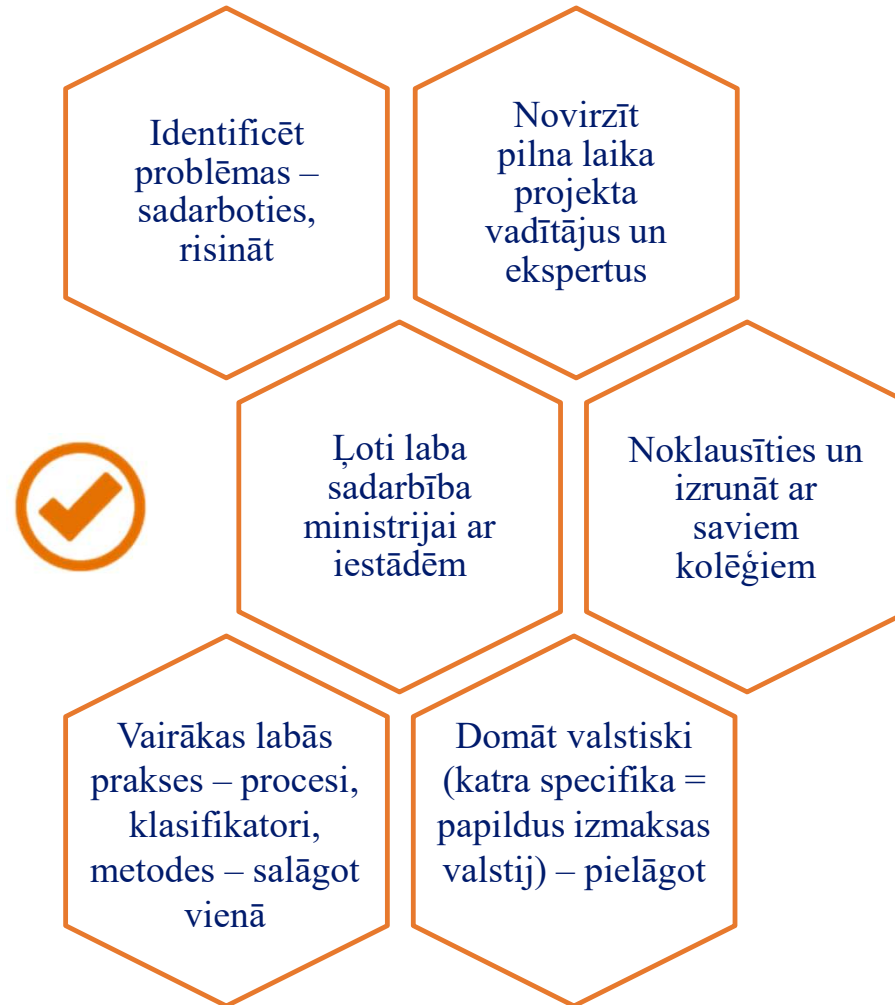 Identificēt
problēmas –
sadarboties,
risināt
Novirzīt
pilna laika
projekta
vadītājus un
ekspertus
Ļoti laba
sadarbība
ministrijai ar
iestādēm
Noklausīties un
izrunāt ar
saviem
kolēģiem
Vairākas labās
prakses – procesi,
klasifikatori,
metodes – salāgot
vienā
Domāt valstiski
(katra specifika =
papildus izmaksas
valstij) – pielāgot